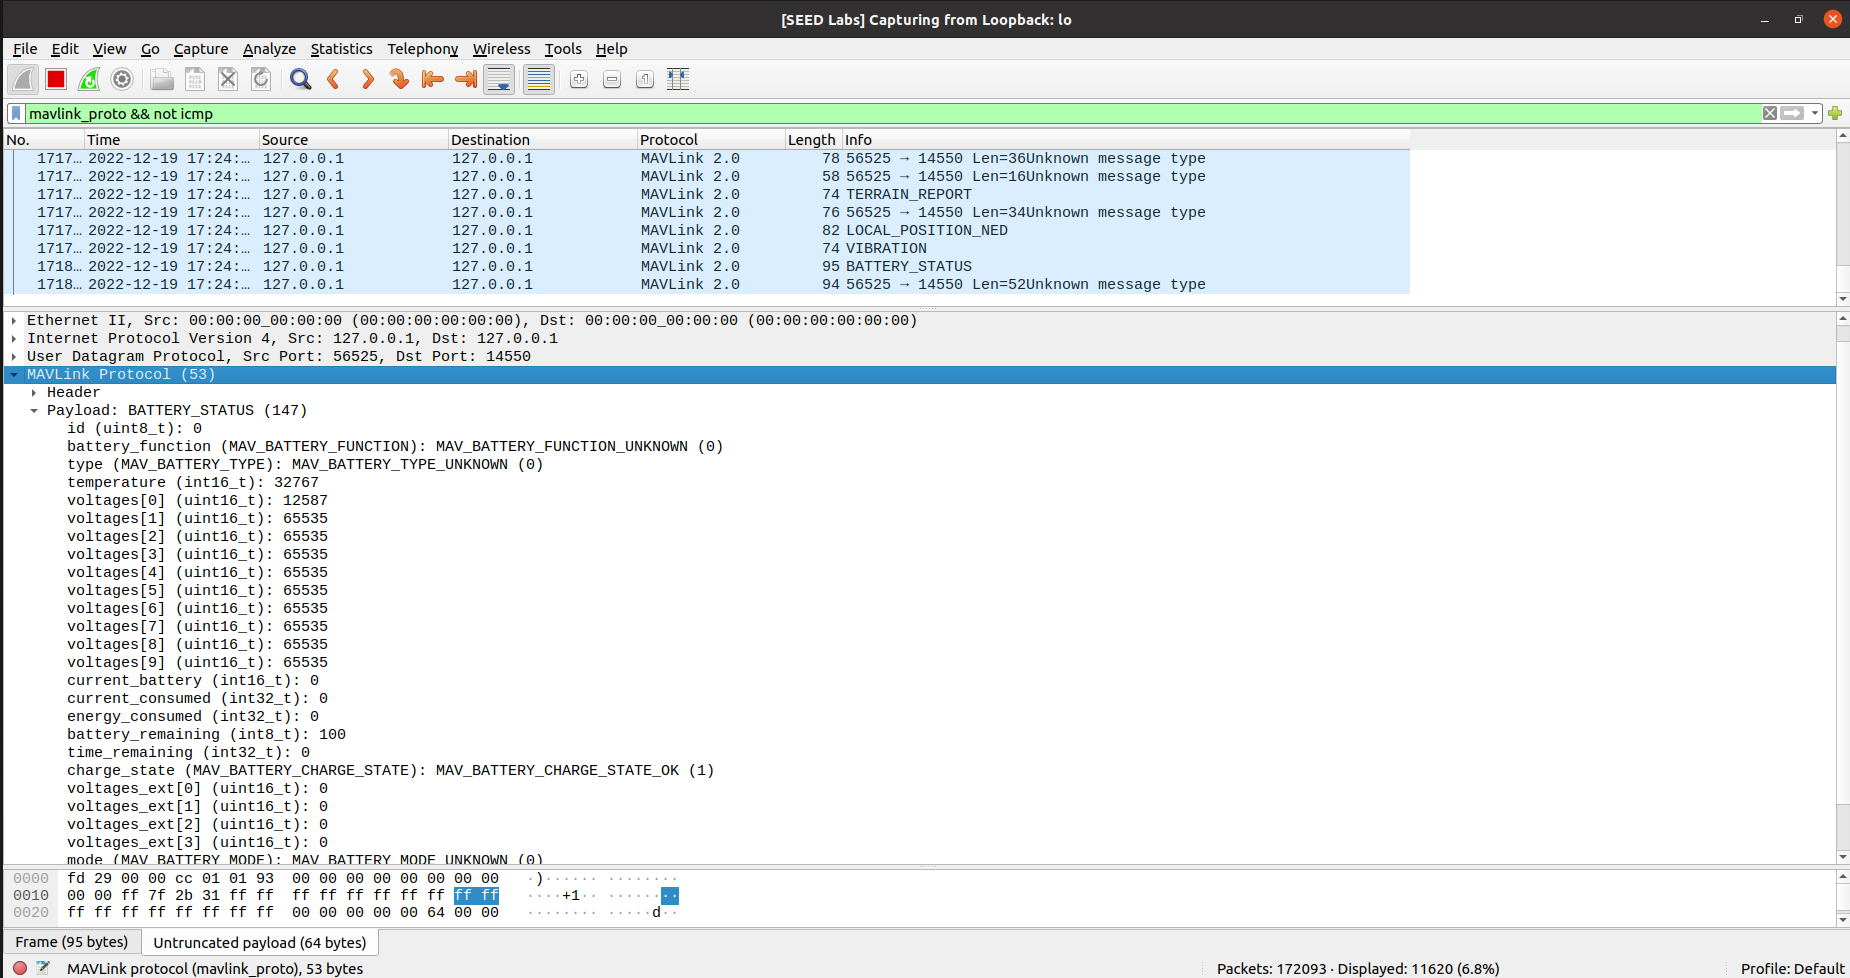 [SEED Labs] Capturing from Loopback: lo
File Edit View Go Capture Analyze Statistics Telephony Wireless Tools Help
mavlink_proto && not icmp
No. Time Source Destination Protocol Length Info
1717… 2022-12-19 17:24:… 127.0.0.1 127.0.0.1 MAVLink 2.0 78 56525 → 14550 Len=36Unknown message type
1717… 2022-12-19 17:24:… 127.0.0.1 127.0.0.1 MAVLink 2.0 58 56525 → 14550 Len=16Unknown message type
1717… 2022-12-19 17:24:… 127.0.0.1 127.0.0.1 MAVLink 2.0 74 TERRAIN_REPORT
1717… 2022-12-19 17:24:… 127.0.0.1 127.0.0.1 MAVLink 2.0 76 56525 → 14550 Len=34Unknown message type
1717… 2022-12-19 17:24:… 127.0.0.1 127.0.0.1 MAVLink 2.0 82 LOCAL_POSITION_NED
1717… 2022-12-19 17:24:… 127.0.0.1 127.0.0.1 MAVLink 2.0 74 VIBRATION
1718… 2022-12-19 17:24:… 127.0.0.1 127.0.0.1 MAVLink 2.0 95 BATTERY_STATUS
1718… 2022-12-19 17:24:… 127.0.0.1 127.0.0.1 MAVLink 2.0 94 56525 → 14550 Len=52Unknown message type
Ethernet II, Src: 00:00:00_00:00:00 (00:00:00:00:00:00), Dst: 00:00:00_00:00:00 (00:00:00:00:00:00)
Internet Protocol Version 4, Src: 127.0.0.1, Dst: 127.0.0.1
User Datagram Protocol, Src Port: 56525, Dst Port: 14550
MAVLink Protocol (53)
Header
Payload: BATTERY_STATUS (147)
id (uint8_t): 0
battery_function (MAV_BATTERY_FUNCTION): MAV_BATTERY_FUNCTION_UNKNOWN (0)
type (MAV_BATTERY_TYPE): MAV_BATTERY_TYPE_UNKNOWN (0)
temperature (int16_t): 32767
voltages[0] (uint16_t): 12587
voltages[1] (uint16_t): 65535
voltages[2] (uint16_t): 65535
voltages[3] (uint16_t): 65535
voltages[4] (uint16_t): 65535
voltages[5] (uint16_t): 65535
voltages[6] (uint16_t): 65535
voltages[7] (uint16_t): 65535
voltages[8] (uint16_t): 65535
voltages[9] (uint16_t): 65535
current_battery (int16_t): 0
current_consumed (int32_t): 0
energy_consumed (int32_t): 0
battery_remaining (int8_t): 100
time_remaining (int32_t): 0
charge_state (MAV_BATTERY_CHARGE_STATE): MAV_BATTERY_CHARGE_STATE_OK (1)
voltages_ext[0] (uint16_t): 0
voltages_ext[1] (uint16_t): 0
voltages_ext[2] (uint16_t): 0
voltages_ext[3] (uint16_t): 0
mode (MAV_BATTERY_MODE): MAV_BATTERY_MODE_UNKNOWN (0)
0000 fd 29 00 00 cc 01 01 93 00 00 00 00 00 00 00 00 ·)······ ········
0010 00 00 ff 7f 2b 31 ff ff ff ff ff ff ff ff ff ff ····+1·· ········
0020 ff ff ff ff ff ff ff ff 00 00 00 00 00 64 00 00 ········ ·····d··
Frame (95 bytes) Untruncated payload (64 bytes)
MAVLink protocol (mavlink_proto), 53 bytes Packets: 172093 · Displayed: 11620 (6.8%) Profile: Default